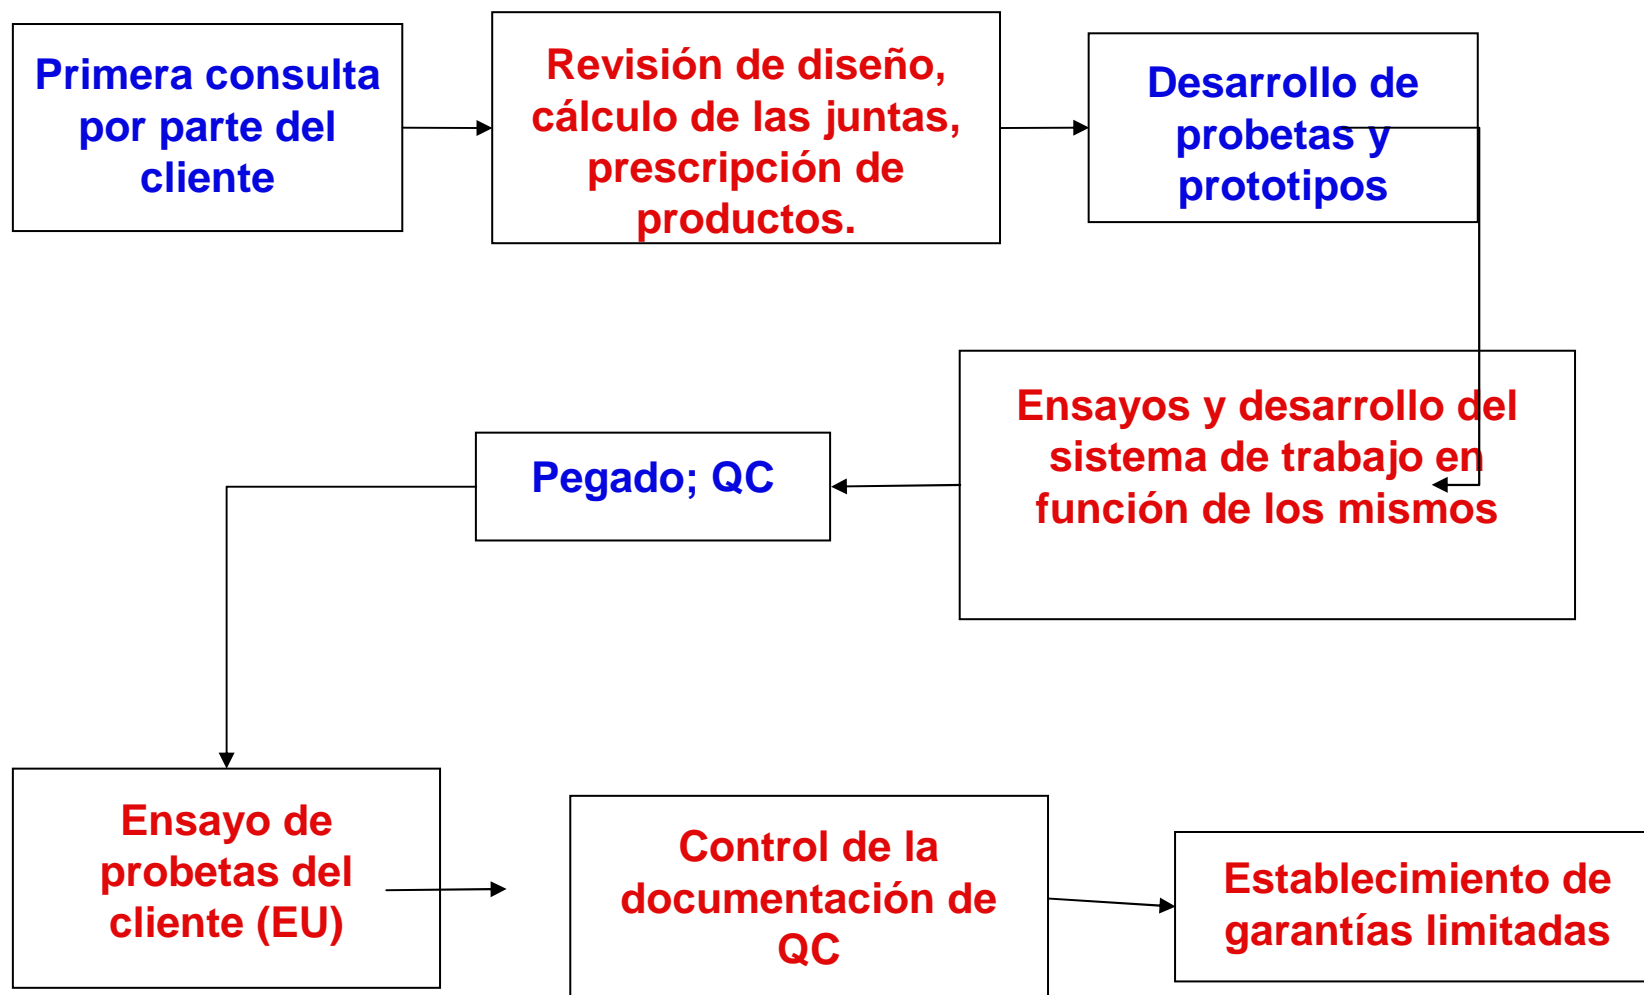 Primera consulta
por parte del
cliente
Revisión de diseño,
cálculo de las juntas,
prescripción de
productos.
Desarrollo de
probetas y
prototipos
Ensayos y desarrollo del
sistema de trabajo en
función de los mismos
Pegado; QC
Ensayo de
probetas del
cliente (EU)
Control de la
documentación de
QC
Establecimiento de
garantías limitadas